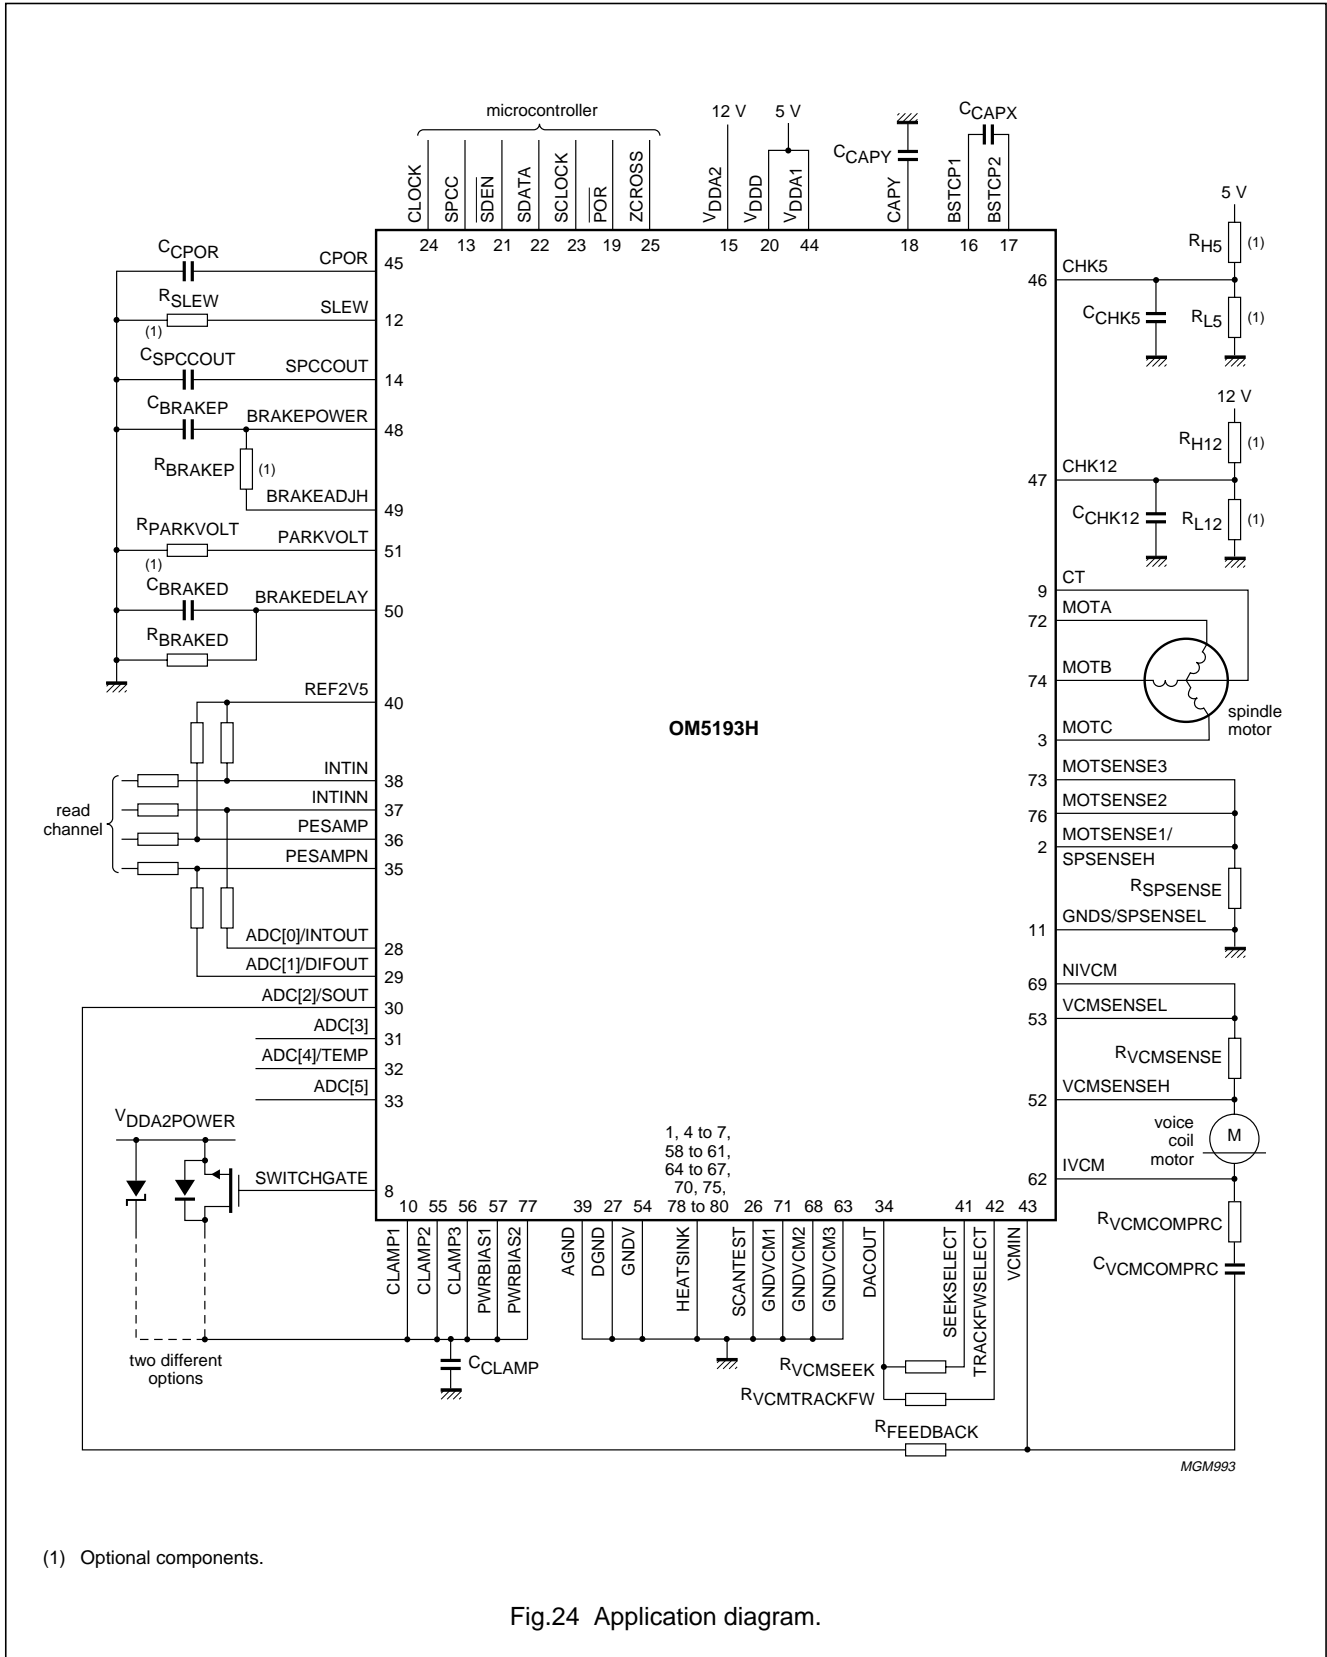 microcontroller
12 V
5 V
CCAPX
CCAPY
CLOCK
SPCC
SDEN
SDATA
SCLOCK
POR
ZCROSS
VDDA2
VDDD
VDDA1
CAPY
BSTCP1
BSTCP2
24
13
21
22
23
19
25
15
20
44
18
16
17
CCPOR
CPOR
45
RSLEW
(1)
SLEW
12
CSPCCOUT
SPCCOUT
14
CBRAKEP
BRAKEPOWER
48
RBRAKEP
(1)
BRAKEADJH
49
RPARKVOLT
(1)
PARKVOLT
51
CBRAKED
BRAKEDELAY
50
RBRAKED
REF2V5
40
read
channel
INTIN
38
INTINN
37
PESAMP
36
PESAMPN
35
ADC[0]/INTOUT
28
ADC[1]/DIFOUT
29
ADC[2]/SOUT
30
ADC[3]
31
ADC[4]/TEMP
32
ADC[5]
33
VDDA2POWER
SWITCHGATE
8
two different
options
OM5193H
5 V
RH5
(1)
46
CHK5
CCHK5
RL5
(1)
12 V
RH12
(1)
47
CHK12
CCHK12
RL12
(1)
9
CT
72
MOTA
74
MOTB
3
MOTC
spindle
motor
73
MOTSENSE3
76
MOTSENSE2
2
MOTSENSE1/
SPSENSEH
RSPSENSE
11
GNDS/SPSENSEL
69
NIVCM
53
VCMSENSEL
RVCMSENSE
52
VCMSENSEH
voice
coil
motor
M
62
IVCM
RVCMCOMPRC
CVCMCOMPRC
1, 4 to 7,
58 to 61,
64 to 67,
70, 75,
78 to 80
10
55
56
57
77
39
27
54
26
71
68
63
34
41
42
43
CLAMP1
CLAMP2
CLAMP3
PWRBIAS1
PWRBIAS2
AGND
DGND
GNDV
HEATSINK
SCANTEST
GNDVCM1
GNDVCM2
GNDVCM3
DACOUT
SEEKSELECT
TRACKFWSELECT
VCMIN
CCLAMP
RVCMSEEK
RVCMTRACKFW
RFEEDBACK
MGM993
(1) Optional components.
Fig.24 Application diagram.